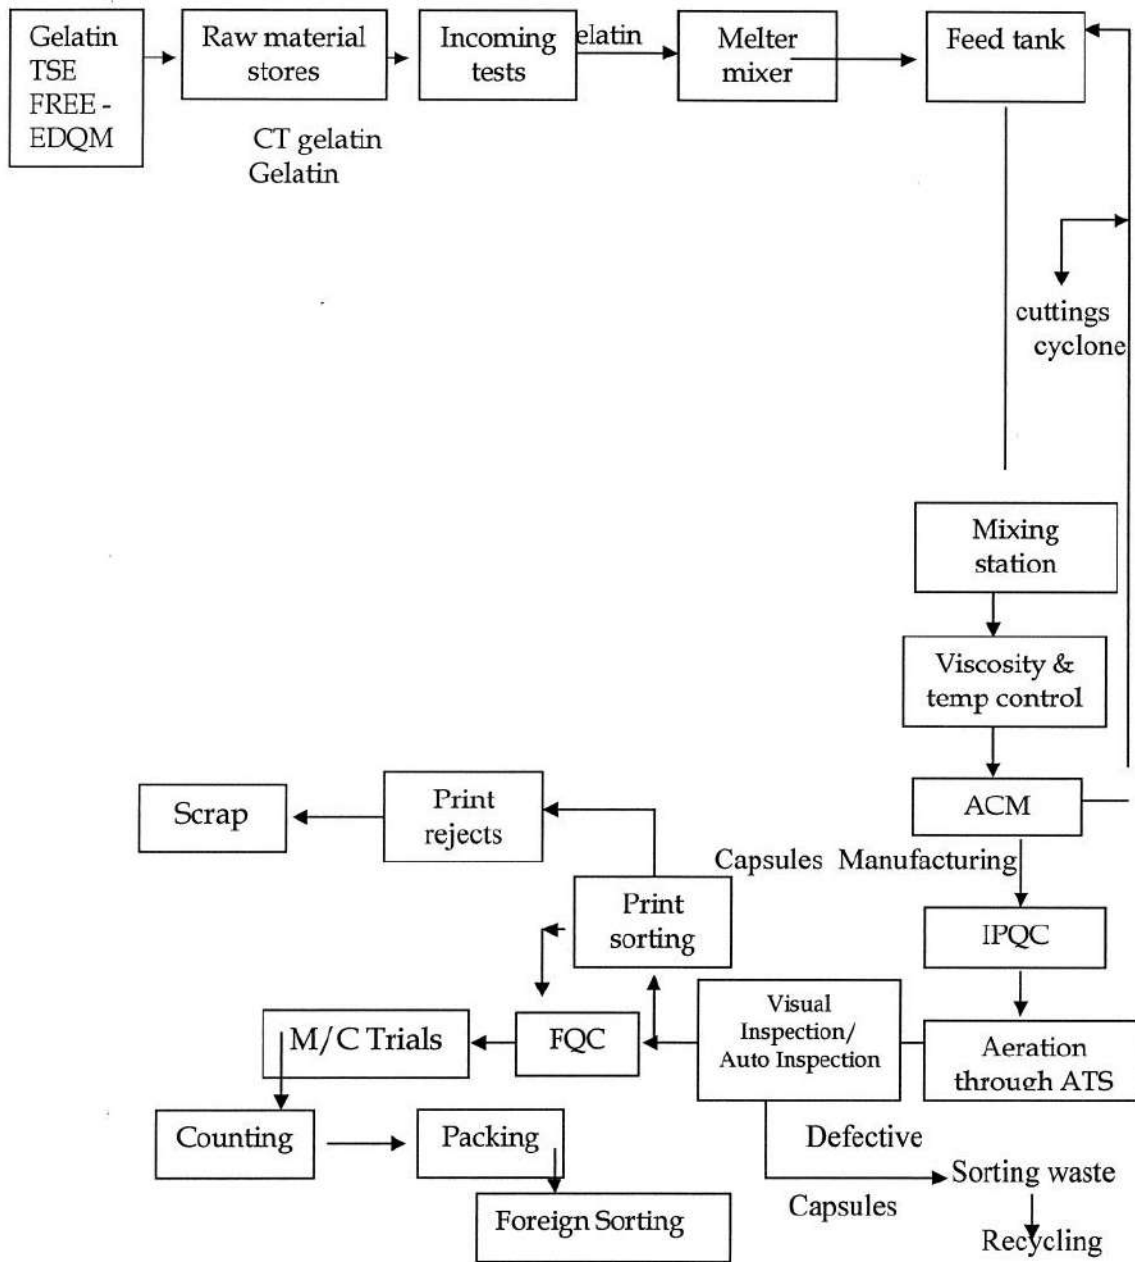 Gelatin
TSE
FREE -
EDQM
Raw material
stores
Incoming
tests
elatin
Melter
mixer
Feed tank
CT gelatin
Gelatin
cuttings
cyclone
Mixing
station
Viscosity &
temp control
ACM
Scrap
Print
rejects
Capsules Manufacturing
Print
sorting
IPQC
M/C Trials
FQC
Visual
Inspection/
Auto Inspection
Aeration
through ATS
Counting
Packing
Defective
Sorting waste
Capsules
Foreign Sorting
Recycling